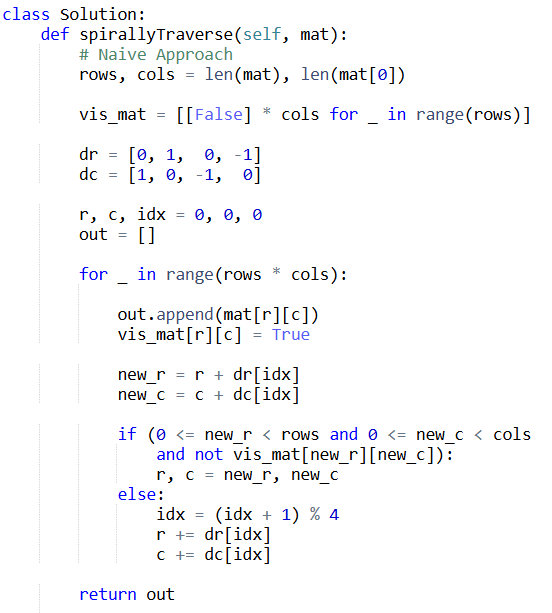 class Solution:
    def spirallyTraverse(self, mat):
        # Naive Approach
        rows, cols = len(mat), len(mat[0])

        vis_mat = [[False] * cols for _ in range(rows)]

        dr = [0, 1,  0, -1]
        dc = [1, 0, -1,  0]

        r, c, idx = 0, 0, 0
        out = []

        for _ in range(rows * cols):

            out.append(mat[r][c])
            vis_mat[r][c] = True

            new_r = r + dr[idx]
            new_c = c + dc[idx]

            if (0 <= new_r < rows and 0 <= new_c < cols
                and not vis_mat[new_r][new_c]):
                r, c = new_r, new_c
            else:
                idx = (idx + 1) % 4
                r += dr[idx]
                c += dc[idx]

        return out